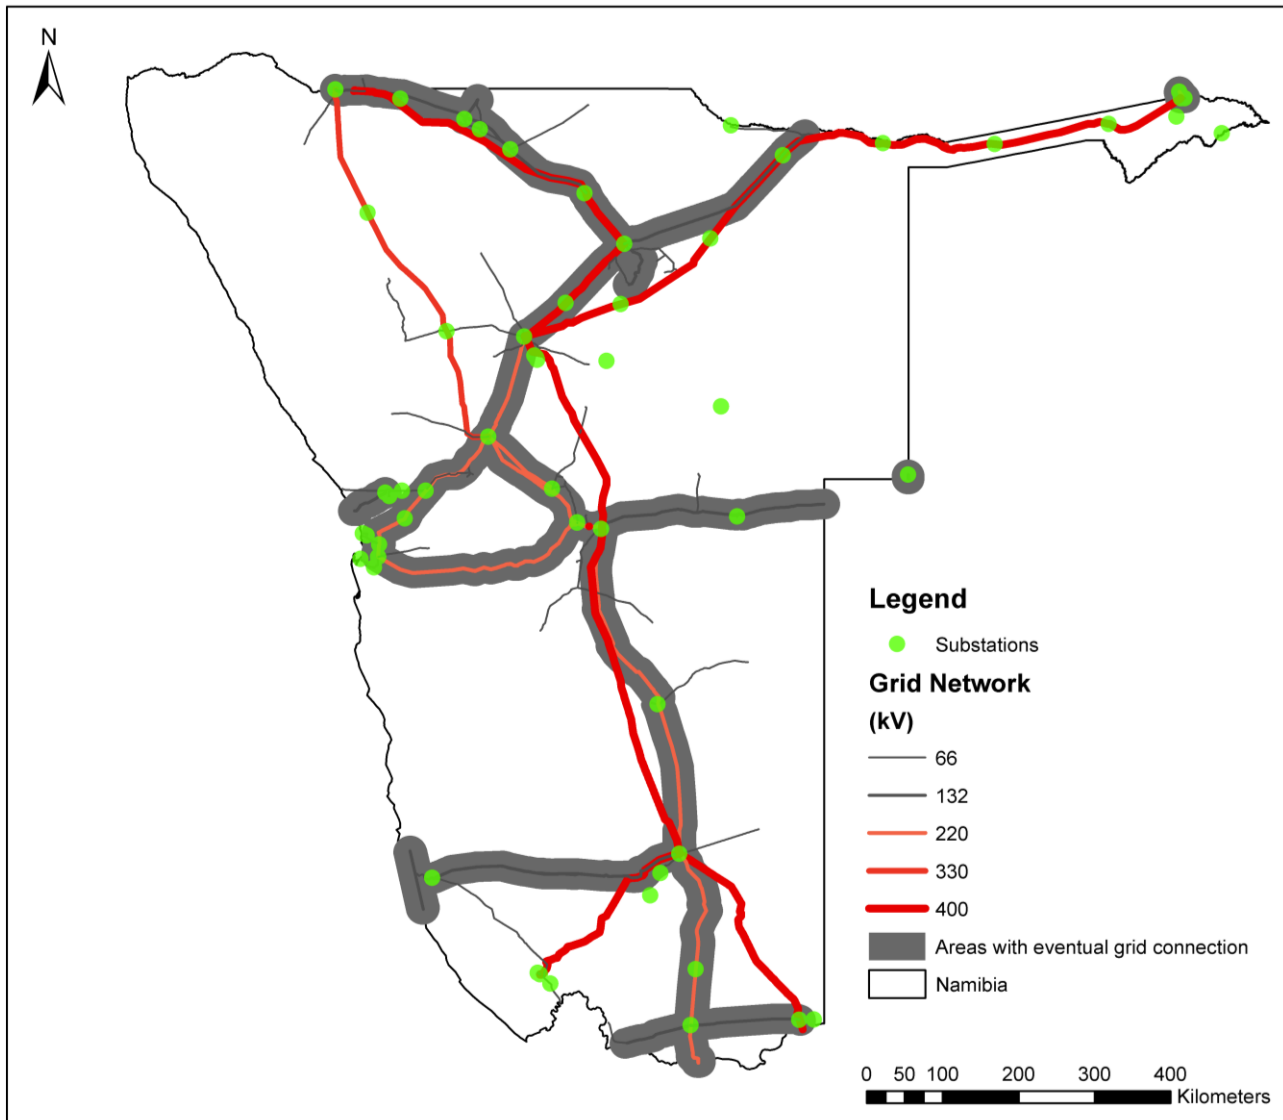 N
Legend
Substations
Grid Network
(kV)
66
132
220
330
400
Areas with eventual grid connection
Namibia
0 50 100 200 300 400
Kilometers